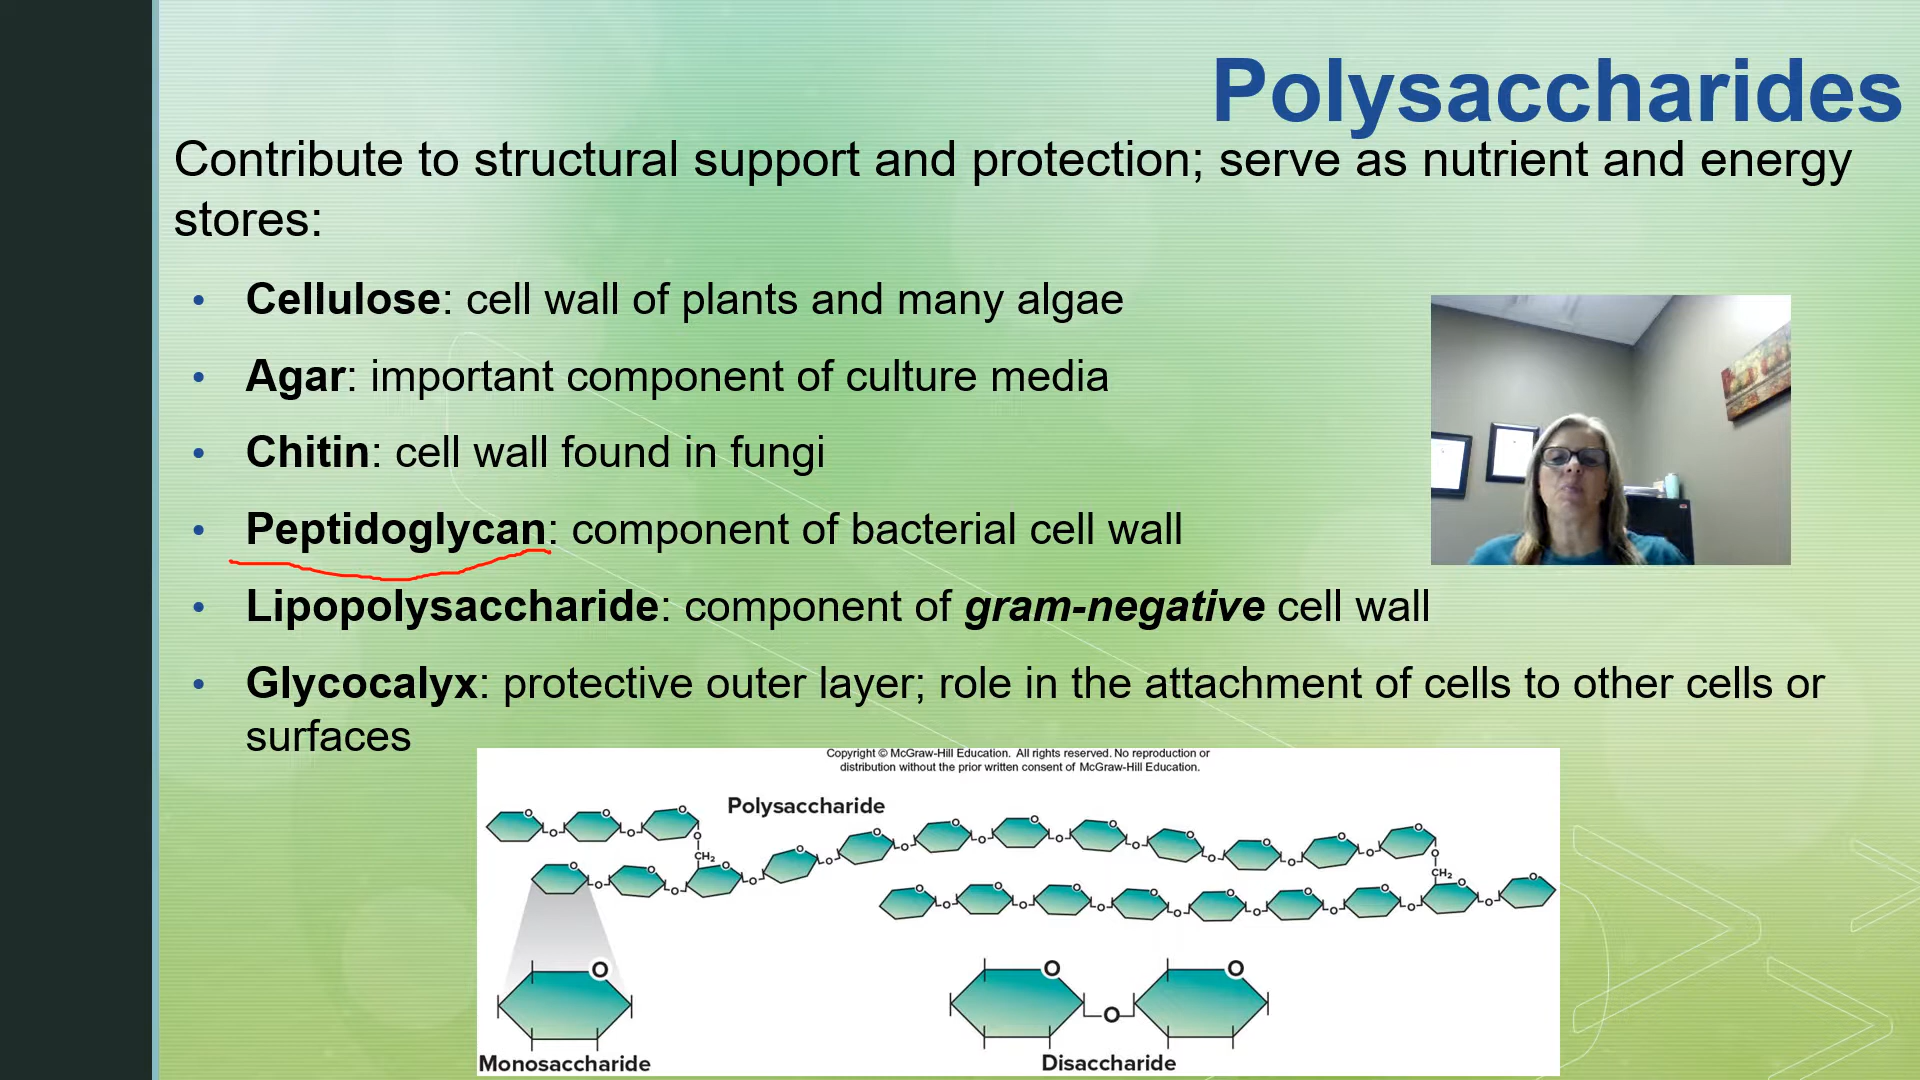 Polysaccharides
Contribute to structural support and protection; serve as nutrient and energy
stores:
• Cellulose: cell wall of plants and many algae
• Agar: important component of culture media
• Chitin: cell wall found in fungi
• Peptidoglycan: component of bacterial cell wall
• Lipopolysaccharide: component of gram-negative cell wall
• Glycocalyx: protective outer layer; role in the attachment of cells to other cells or
surfaces
Copyright © McGraw-Hill Education. All rights reserved. No reproduction or
distribution without the prior written consent of McGraw-Hill Education.
Polysaccharide
O O O O O O O O O O O
O O O O O O O O O O O
CH₂
CH₂
O O O O O O O O O O O O
O O O O O O O O O O O
O
O O O
Monosaccharide
Disaccharide